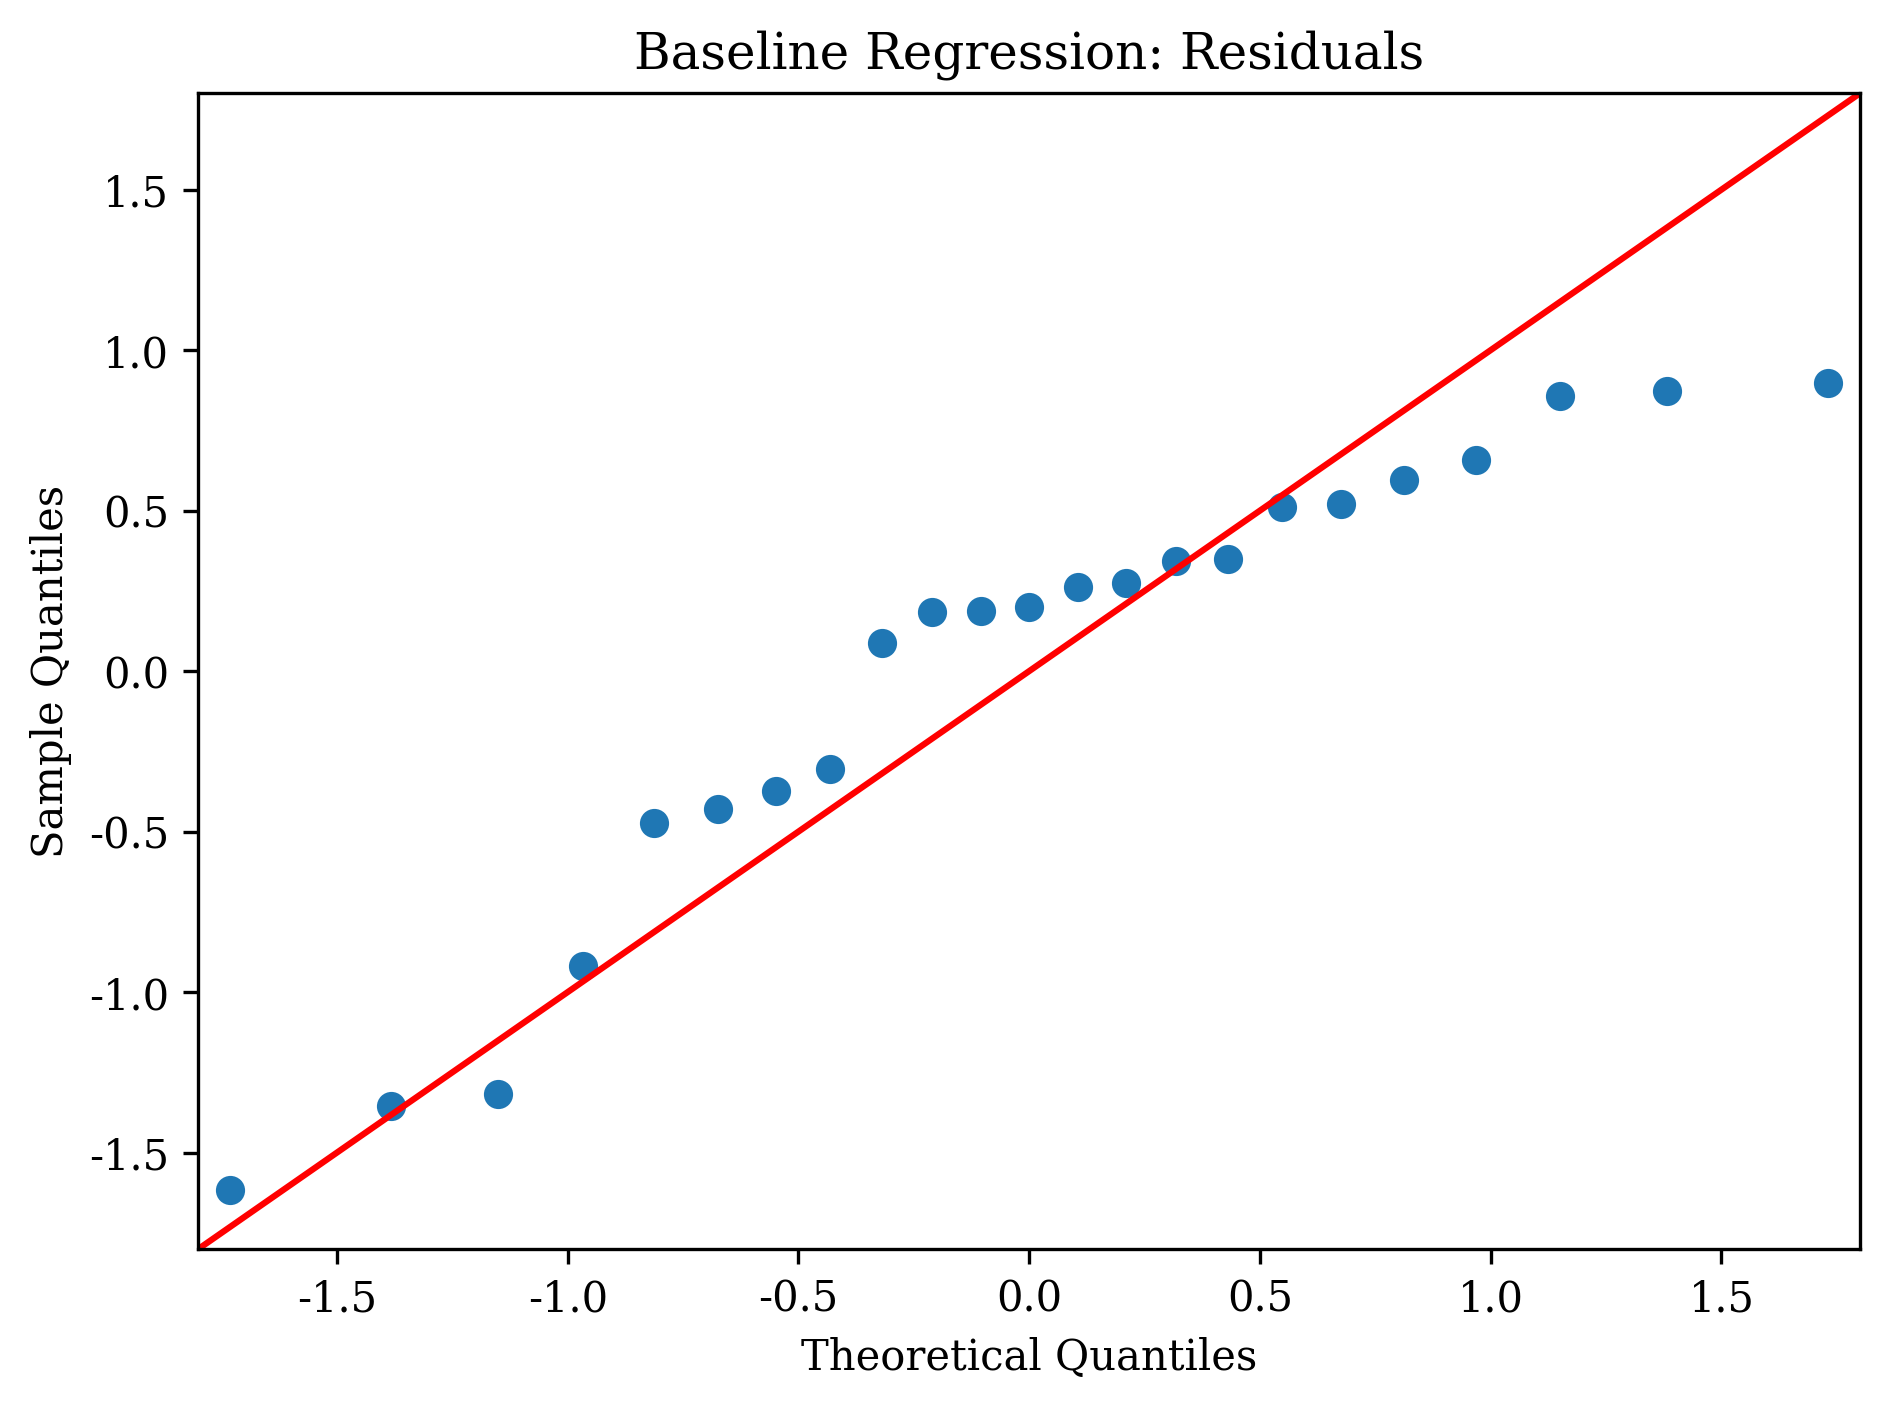 Baseline Regression: Residuals
Sample Quantiles
1.5
1.0
0.5
0.0
-0.5
-1.0
-1.5
-1.5 -1.0 -0.5 0.0 0.5 1.0 1.5
Theoretical Quantiles